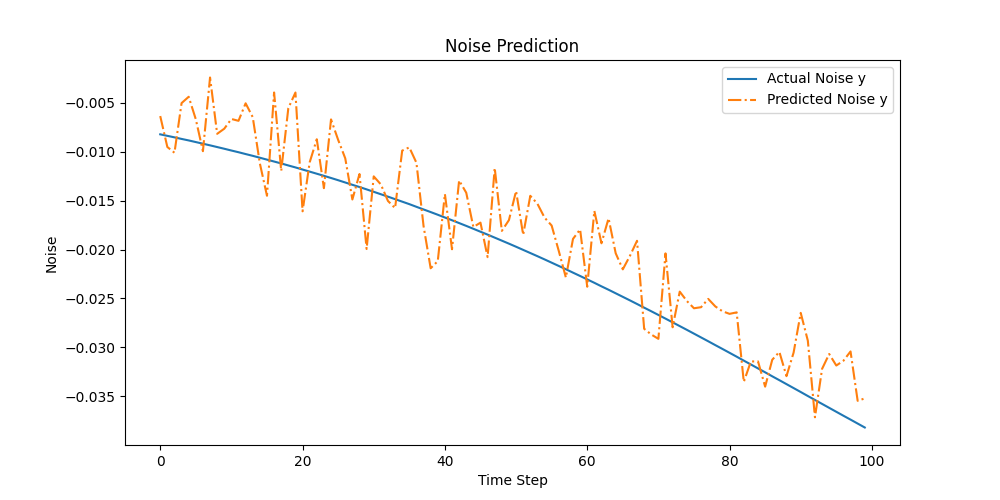 Noise Prediction
Actual Noise y
Predicted Noise y
−0.005
−0.010
−0.015
−0.020
−0.025
−0.030
−0.035
Noise
0 20 40 60 80 100
Time Step